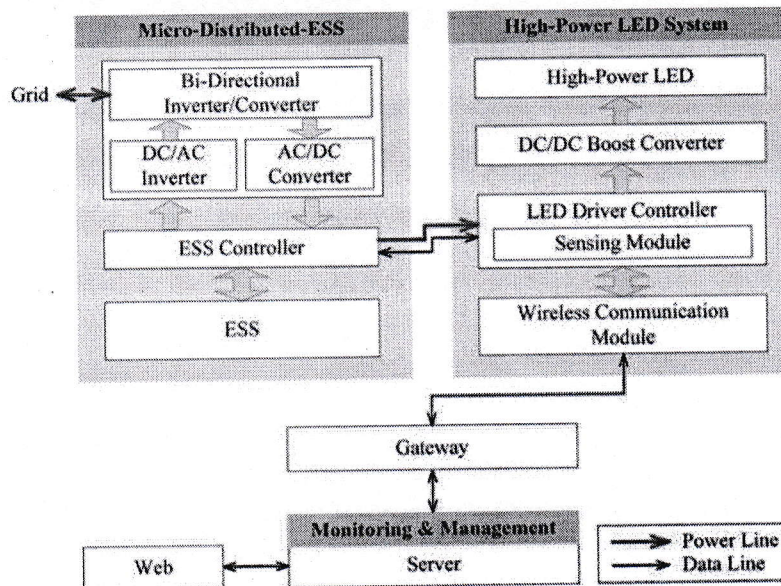 Micro-Distributed-ESS
Grid
Bi-Directional
Inverter/Converter
DC/AC
Inverter
AC/DC
Converter
ESS Controller
ESS
High-Power LED System
High-Power LED
DC/DC Boost Converter
LED Driver Controller
Sensing Module
Wireless Communication
Module
Gateway
Monitoring & Management
Server
Web
Power Line
Data Line